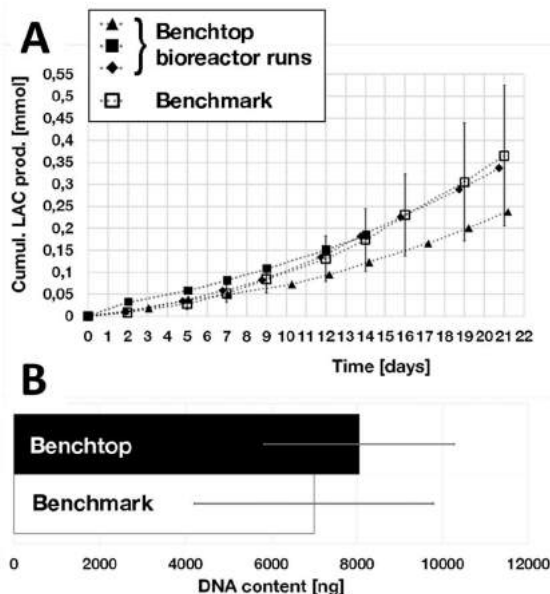 A
Benchtop
bioreactor runs
Benchmark
Cumul. LAC prod. [mmol]
0,55
0,5
0,45
0,4
0,35
0,3
0,25
0,2
0,15
0,1
0,05
0
0 1 2 3 4 5 6 7 8 9 10 11 12 13 14 15 16 17 18 19 20 21 22
Time [days]
B
Benchtop
Benchmark
0 2000 4000 6000 8000 10000 12000
DNA content [ng]